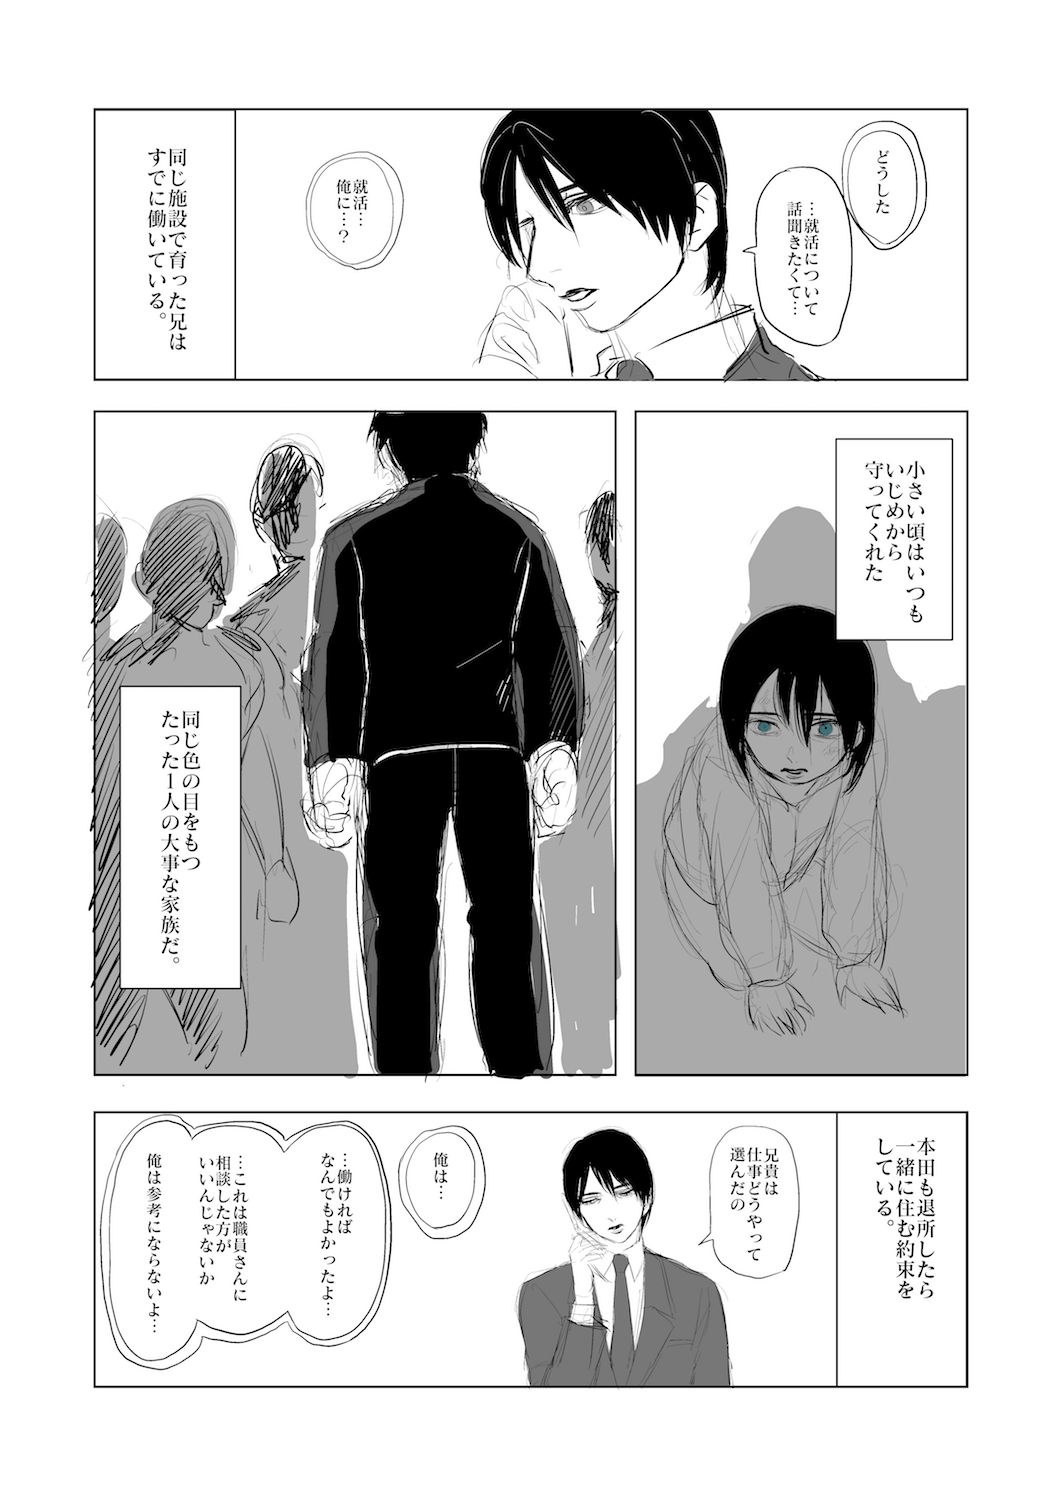 どうした
…就活について
話聞きたくて…
就活…
俺に…？
同じ施設で育った兄は
すでに働いている。
小さい頃はいつも
いじめから
守ってくれた
同じ色の目をもつ
たった1人の大事な家族だ。
本田も退所したら
一緒に住む約束を
している。
兄貴は
仕事どうやって
選んだの
俺は…
…働ければ
なんでもよかったよ…
…これは職員さんに
相談した方が
いいんじゃないか
俺は参考にならないよ…